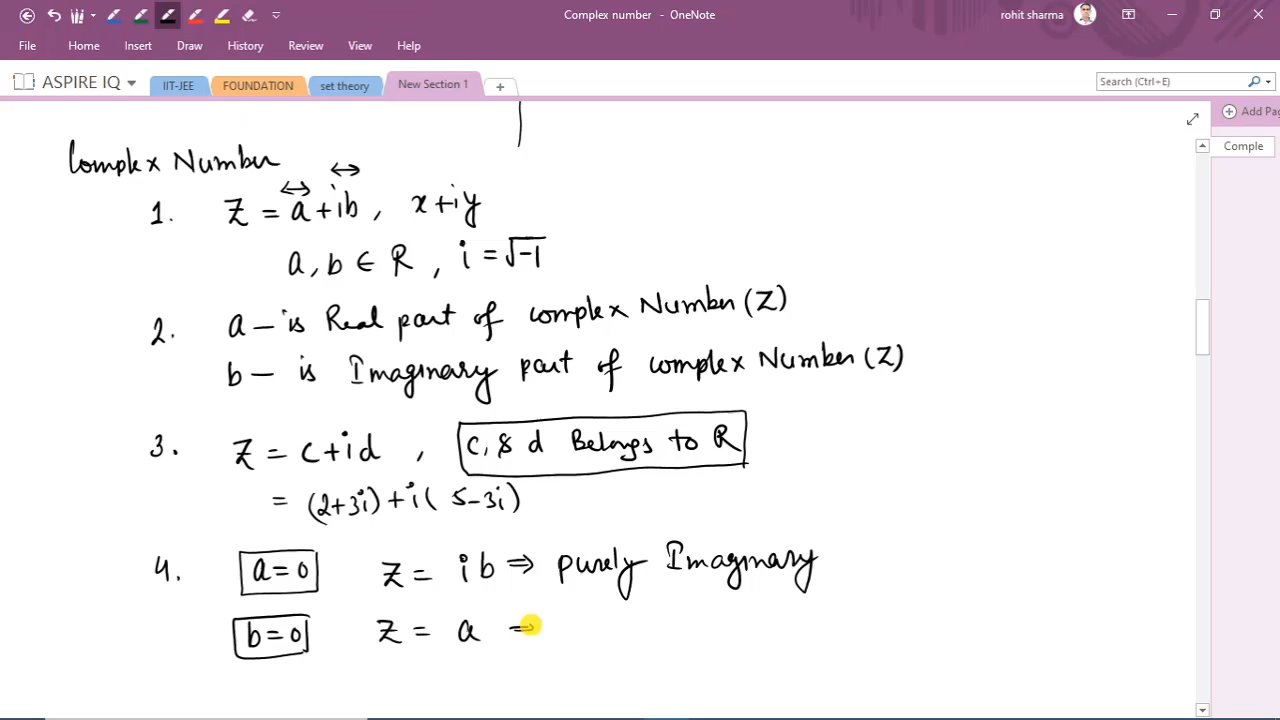 Complex number - OneNote
rohit sharma
File Home Insert Draw History Review View Help
ASPIRE IQ IIT-JEE FOUNDATION set theory New Section 1
Search (Ctrl+E)
Add Pag
Comple
Complex Number
1. Z = a+ib, x+iy
a, b ∈ R, i = √-1
2. a – is Real part of complex Number (Z)
b – is Imaginary part of complex Number (Z)
3. Z = c+id, C, & d Belongs to R
= (2+3i) + i( 5-3i)
4. a=0 Z = ib ⇒ purely Imaginary
b=0 Z = a ⇒